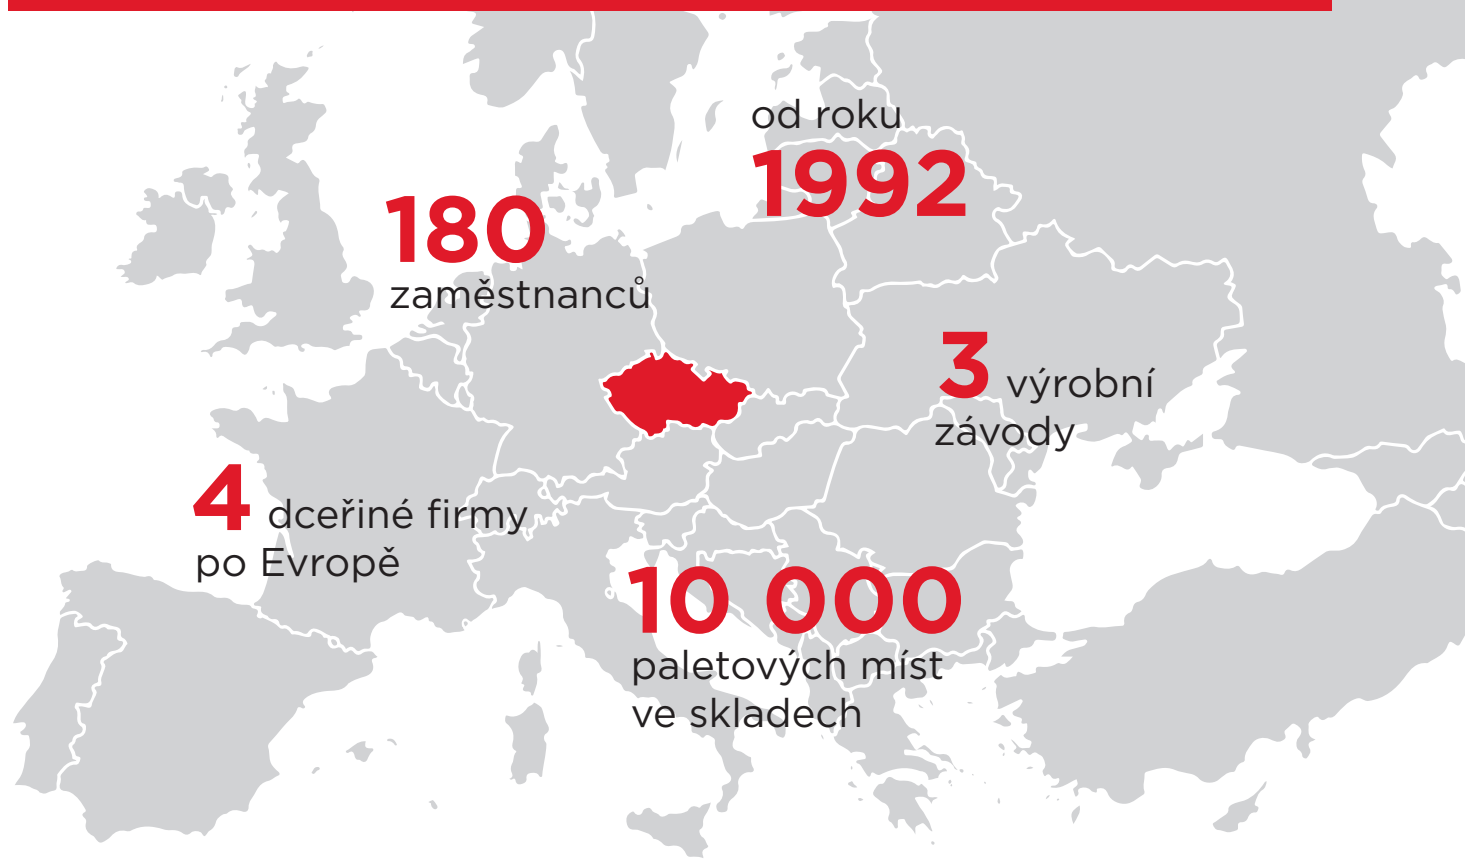 od roku
1992
180
zaměstnanců
3 výrobní
závody
4 dceřiné firmy
po Evropě
10 000
paletových míst
ve skladech